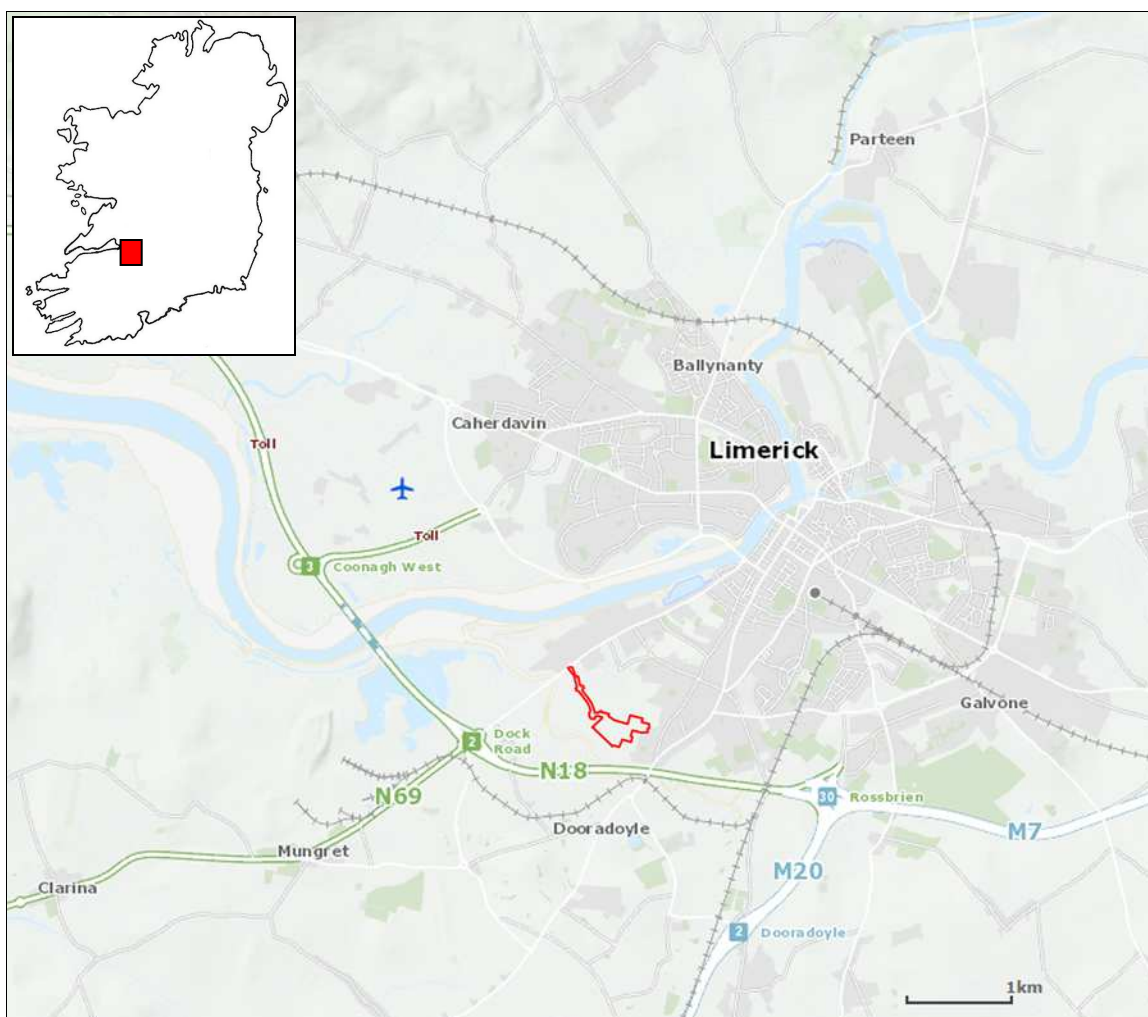 Parteen
Ballynanty
Caherdavin
Limerick
Toll
Toll
3
Coonagh West
Galvone
2
Dock
Road
N18
N69
30
Rossbrien
Dooradoyle
M7
Mungret
M20
Clarina
2
Dooradoyle
1km